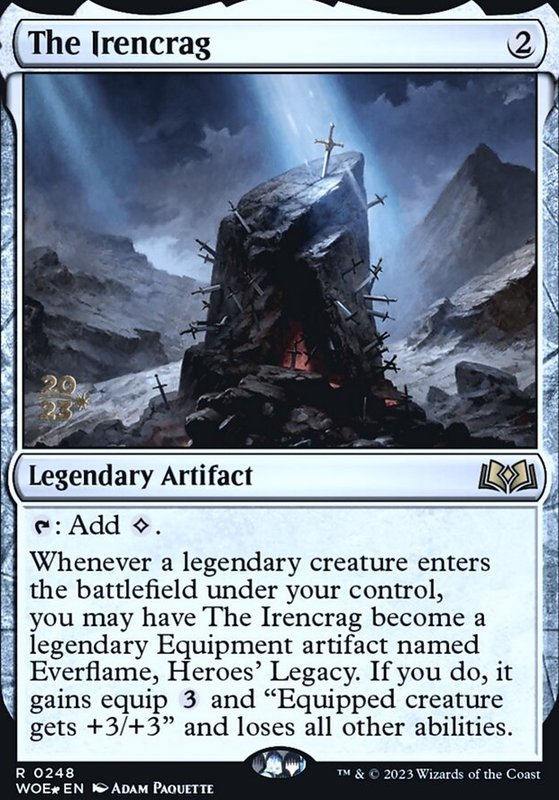 The Irencrag 2
20
23
Legendary Artifact
: Add .
Whenever a legendary creature enters
the battlefield under your control,
you may have The Irencrag become a
legendary Equipment artifact named
Everflame, Heroes' Legacy. If you do, it
gains equip 3 and “Equipped creature
gets +3/+3” and loses all other abilities.
R 0248
WOE★ EN Adam Paquette
™ & © 2023 Wizards of the Coast